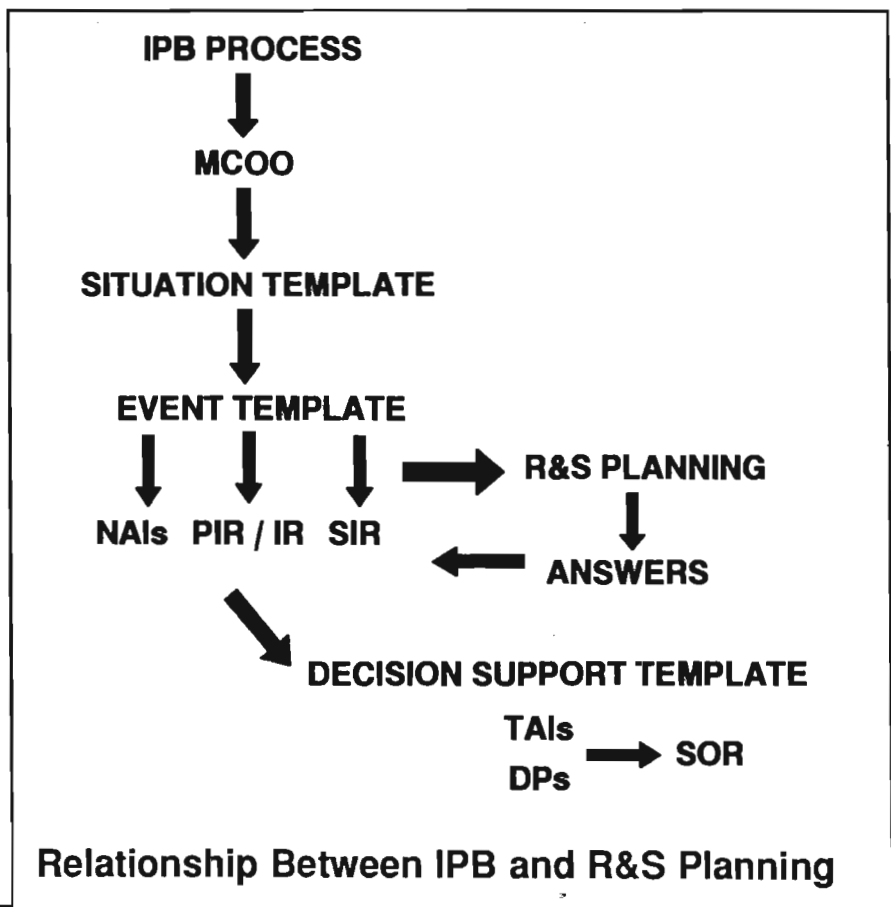 IPB PROCESS
MCOO
SITUATION TEMPLATE
EVENT TEMPLATE
R&S PLANNING
NAIs PIR / IR SIR
ANSWERS
DECISION SUPPORT TEMPLATE
TAIs
SOR
DPs
Relationship Between IPB and R&S Planning